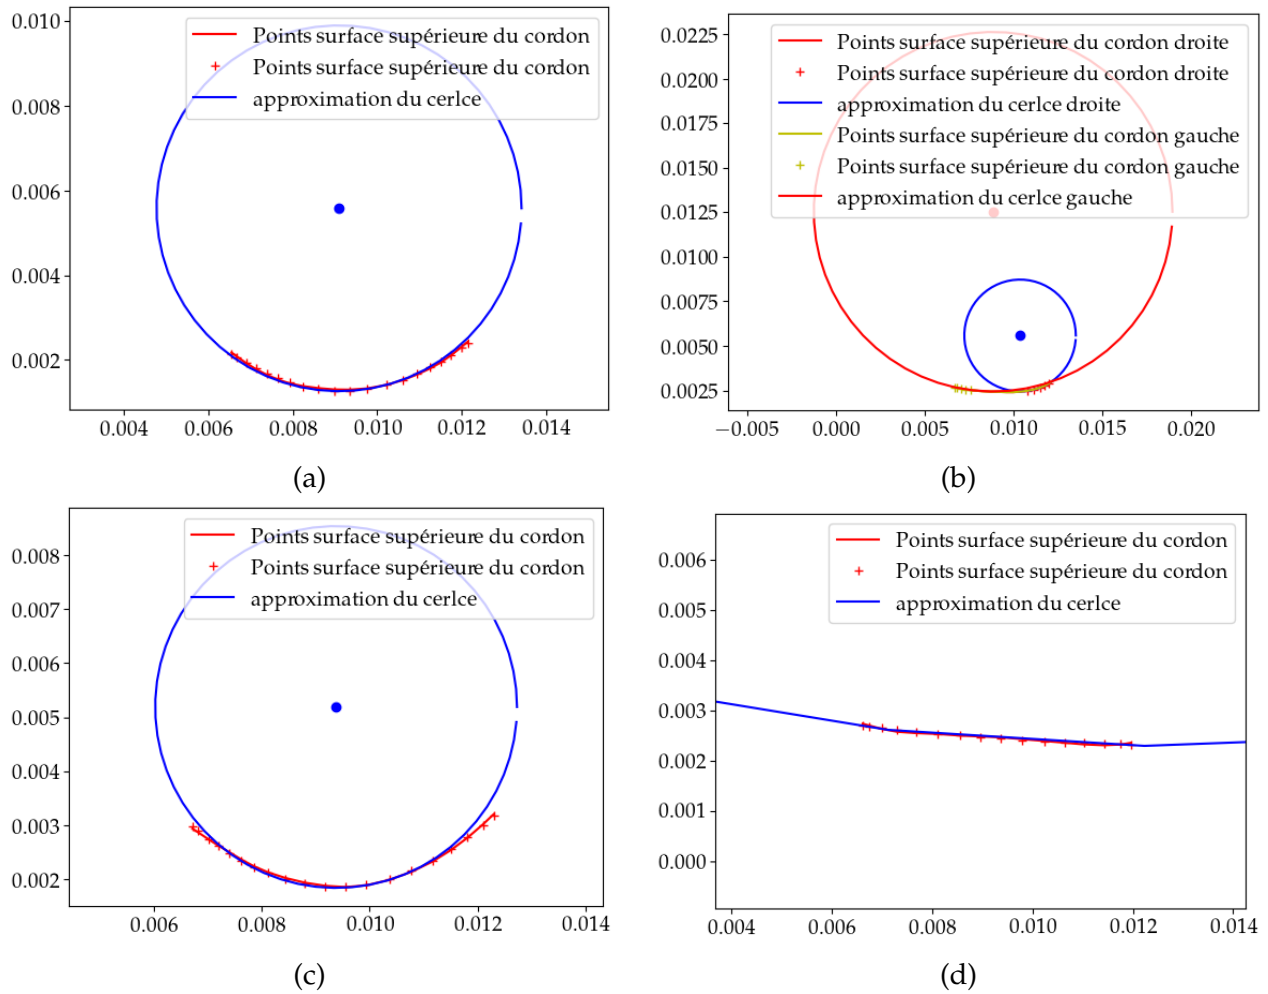 0.010
0.008
0.006
0.004
0.002
0.004
0.006
0.008
0.010
0.012
0.014
Points surface supérieure du cordon
Points surface supérieure du cordon
approximation du cerlce
(a)
0.0225
0.0200
0.0175
0.0150
0.0125
0.0100
0.0075
0.0050
0.0025
−0.005
0.000
0.005
0.010
0.015
0.020
Points surface supérieure du cordon droite
Points surface supérieure du cordon droite
approximation du cerlce droite
Points surface supérieure du cordon gauche
Points surface supérieure du cordon gauche
approximation du cerlce gauche
(b)
0.008
0.007
0.006
0.005
0.004
0.003
0.002
0.006
0.008
0.010
0.012
0.014
Points surface supérieure du cordon
Points surface supérieure du cordon
approximation du cerlce
(c)
0.006
0.005
0.004
0.003
0.002
0.001
0.000
0.004
0.006
0.008
0.010
0.012
0.014
Points surface supérieure du cordon
Points surface supérieure du cordon
approximation du cerlce
(d)